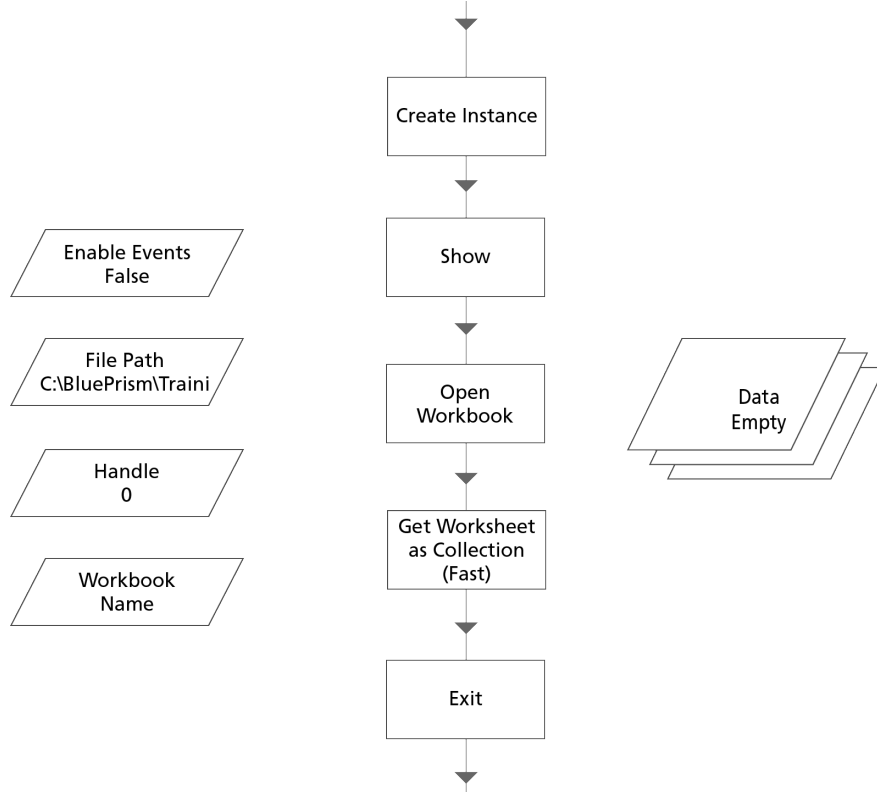 Create Instance
Show
Open
Workbook
Get Worksheet
as Collection
(Fast)
Exit
Enable Events
False
File Path
C:\BluePrism\Traini
Handle
0
Workbook
Name
Data
Empty